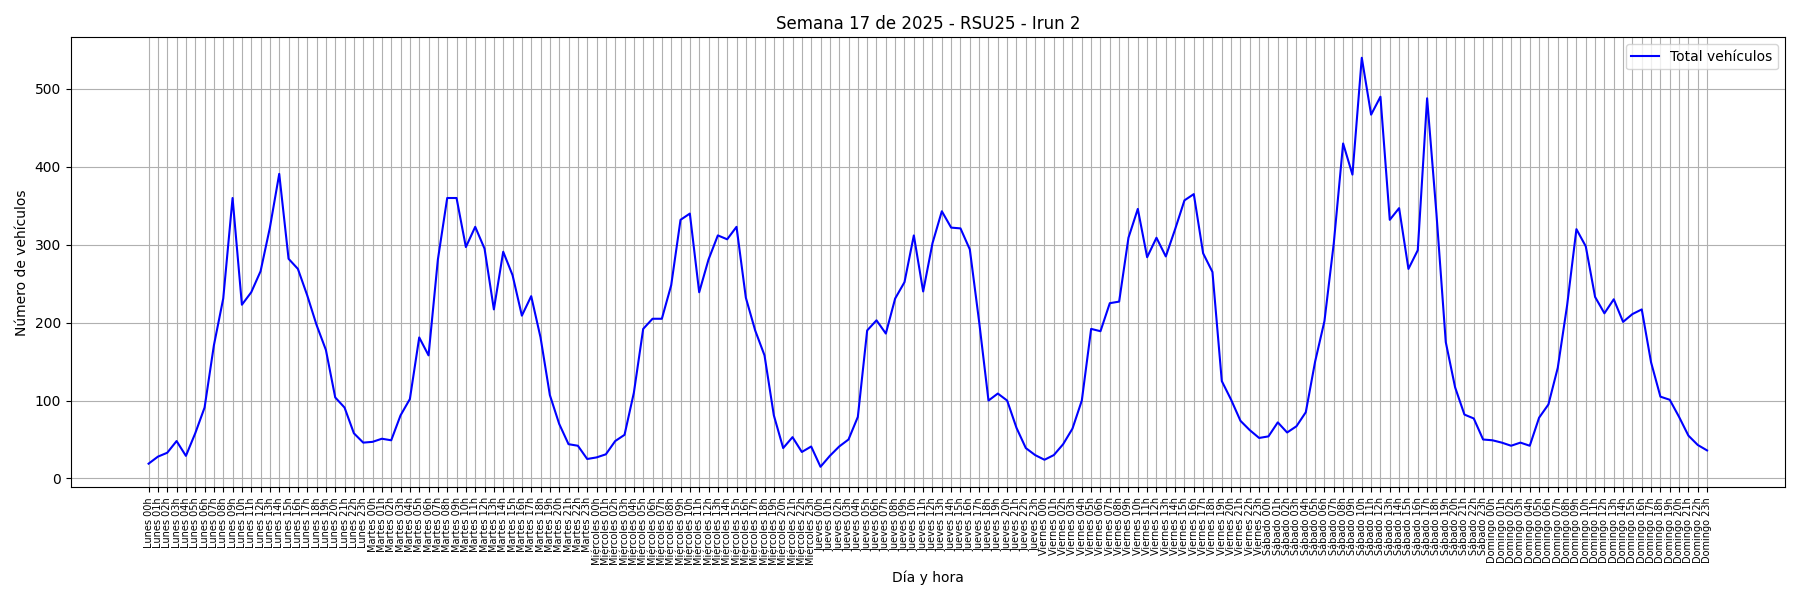 Semana 17 de 2025 - RSU25 - Irun 2
Total vehículos
Número de vehículos
500
400
300
200
100
0
Lunes 00h
Lunes 01h
Lunes 02h
Lunes 03h
Lunes 04h
Lunes 05h
Lunes 06h
Lunes 07h
Lunes 08h
Lunes 09h
Lunes 10h
Lunes 11h
Lunes 12h
Lunes 13h
Lunes 14h
Lunes 15h
Lunes 16h
Lunes 17h
Lunes 18h
Lunes 19h
Lunes 20h
Lunes 21h
Lunes 22h
Lunes 23h
Martes 00h
Martes 01h
Martes 02h
Martes 03h
Martes 04h
Martes 05h
Martes 06h
Martes 07h
Martes 08h
Martes 09h
Martes 10h
Martes 11h
Martes 12h
Martes 13h
Martes 14h
Martes 15h
Martes 16h
Martes 17h
Martes 18h
Martes 19h
Martes 20h
Martes 21h
Martes 22h
Martes 23h
Miércoles 00h
Miércoles 01h
Miércoles 02h
Miércoles 03h
Miércoles 04h
Miércoles 05h
Miércoles 06h
Miércoles 07h
Miércoles 08h
Miércoles 09h
Miércoles 10h
Miércoles 11h
Miércoles 12h
Miércoles 13h
Miércoles 14h
Miércoles 15h
Miércoles 16h
Miércoles 17h
Miércoles 18h
Miércoles 19h
Miércoles 20h
Miércoles 21h
Miércoles 22h
Miércoles 23h
Jueves 00h
Jueves 01h
Jueves 02h
Jueves 03h
Jueves 04h
Jueves 05h
Jueves 06h
Jueves 07h
Jueves 08h
Jueves 09h
Jueves 10h
Jueves 11h
Jueves 12h
Jueves 13h
Jueves 14h
Jueves 15h
Jueves 16h
Jueves 17h
Jueves 18h
Jueves 19h
Jueves 20h
Jueves 21h
Jueves 22h
Jueves 23h
Viernes 00h
Viernes 01h
Viernes 02h
Viernes 03h
Viernes 04h
Viernes 05h
Viernes 06h
Viernes 07h
Viernes 08h
Viernes 09h
Viernes 10h
Viernes 11h
Viernes 12h
Viernes 13h
Viernes 14h
Viernes 15h
Viernes 16h
Viernes 17h
Viernes 18h
Viernes 19h
Viernes 20h
Viernes 21h
Viernes 22h
Viernes 23h
Sábado 00h
Sábado 01h
Sábado 02h
Sábado 03h
Sábado 04h
Sábado 05h
Sábado 06h
Sábado 07h
Sábado 08h
Sábado 09h
Sábado 10h
Sábado 11h
Sábado 12h
Sábado 13h
Sábado 14h
Sábado 15h
Sábado 16h
Sábado 17h
Sábado 18h
Sábado 19h
Sábado 20h
Sábado 21h
Sábado 22h
Sábado 23h
Domingo 00h
Domingo 01h
Domingo 02h
Domingo 03h
Domingo 04h
Domingo 05h
Domingo 06h
Domingo 07h
Domingo 08h
Domingo 09h
Domingo 10h
Domingo 11h
Domingo 12h
Domingo 13h
Domingo 14h
Domingo 15h
Domingo 16h
Domingo 17h
Domingo 18h
Domingo 19h
Domingo 20h
Domingo 21h
Domingo 22h
Domingo 23h
Día y hora